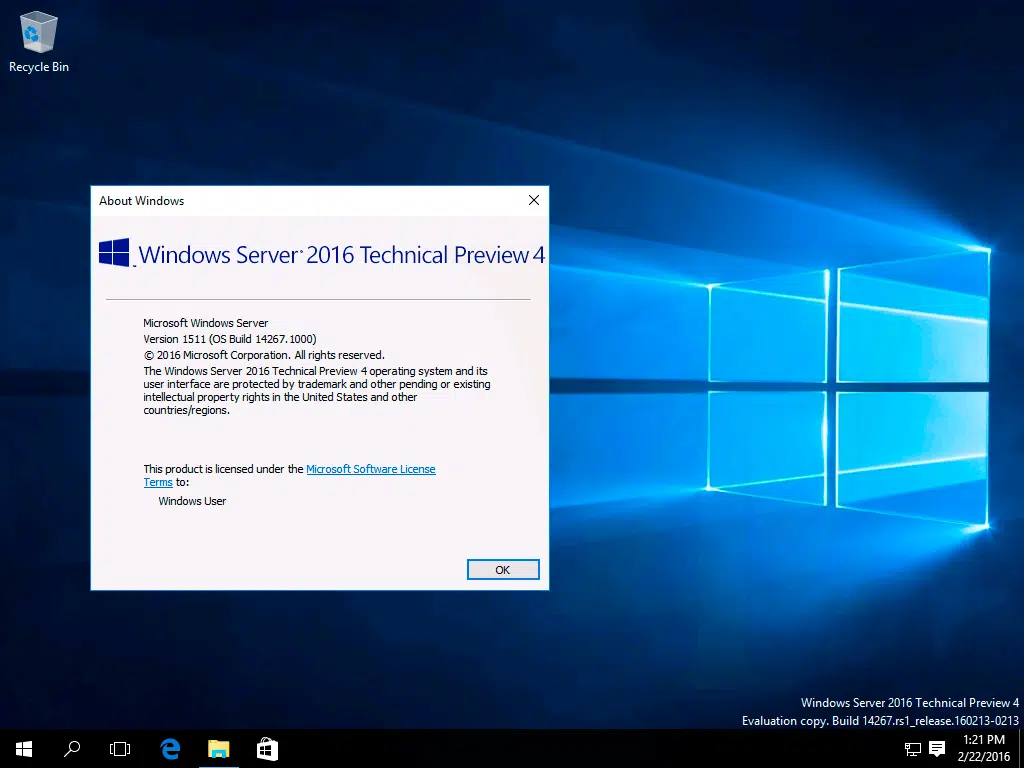 Recycle Bin
About Windows
Windows Server® 2016 Technical Preview 4
Microsoft Windows Server
Version 1511 (OS Build 14267.1000)
© 2016 Microsoft Corporation. All rights reserved.
The Windows Server 2016 Technical Preview 4 operating system and its
user interface are protected by trademark and other pending or existing
intellectual property rights in the United States and other
countries/regions.
This product is licensed under the Microsoft Software License
Terms to:
Windows User
OK
Windows Server 2016 Technical Preview 4
Evaluation copy. Build 14267.rs1_release.160213-0213
1:21 PM
2/22/2016